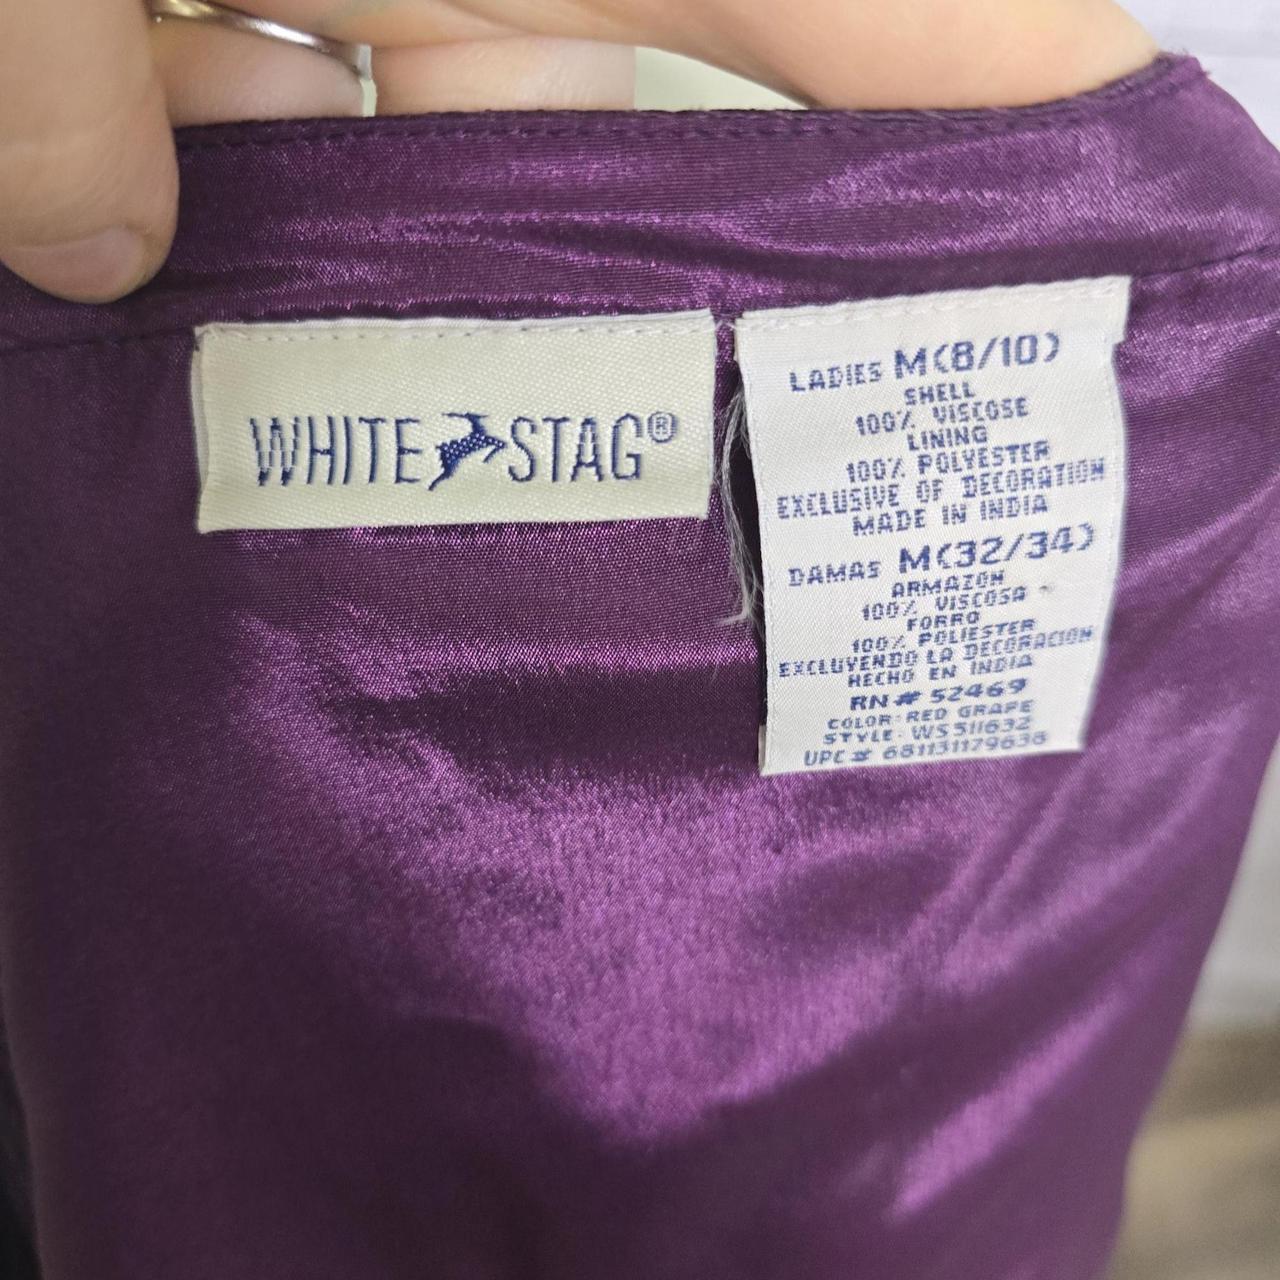 WHITE STAG®
LADIES M(8/10)
SHELL
100% VISCOSE
LINING
100% POLYESTER
EXCLUSIVE OF DECORATION
MADE IN INDIA
DAMAS M(32/34)
ARMAZON
100% VISCOSA
FORRO
100% POLIESTER
EXCLUYENDO LA DECORACION
HECHO EN INDIA
RN# 52469
COLOR: RED GRAPE
STYLE: WS511632
UPC# 681131179638